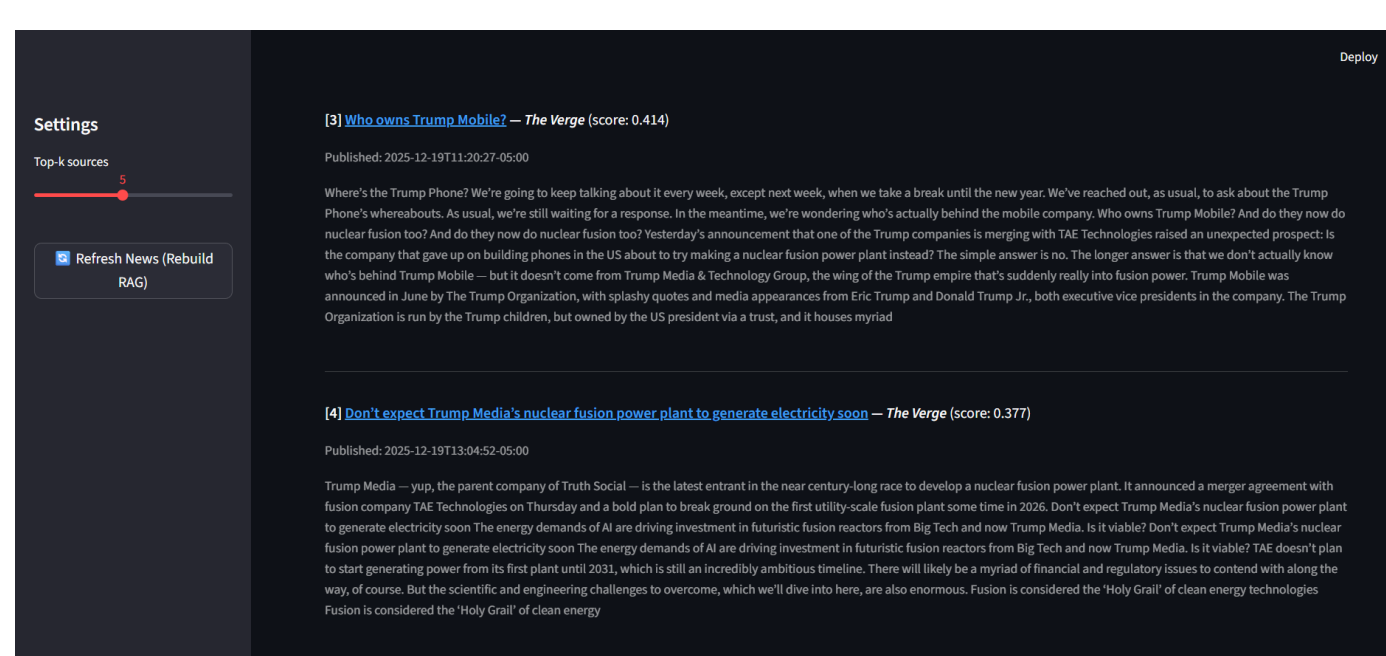 Deploy
Settings
Top-k sources
5
🔄 Refresh News (Rebuild
RAG)
[3] Who owns Trump Mobile? — The Verge (score: 0.414)
Published: 2025-12-19T11:20:27-05:00
Where’s the Trump Phone? We’re going to keep talking about it every week, except next week, when we take a break until the new year. We’ve reached out, as usual, to ask about the Trump
Phone’s whereabouts. As usual, we’re still waiting for a response. In the meantime, we’re wondering who’s actually behind the mobile company. Who owns Trump Mobile? And do they now do
nuclear fusion too? And do they now do nuclear fusion too? Yesterday’s announcement that one of the Trump companies is merging with TAE Technologies raised an unexpected prospect: Is
the company that gave up on building phones in the US about to try making a nuclear fusion power plant instead? The simple answer is no. The longer answer is that we don’t actually know
who’s behind Trump Mobile — but it doesn’t come from Trump Media & Technology Group, the wing of the Trump empire that’s suddenly really into fusion power. Trump Mobile was
announced in June by The Trump Organization, with splashy quotes and media appearances from Eric Trump and Donald Trump Jr., both executive vice presidents in the company. The Trump
Organization is run by the Trump children, but owned by the US president via a trust, and it houses myriad
[4] Don’t expect Trump Media’s nuclear fusion power plant to generate electricity soon — The Verge (score: 0.377)
Published: 2025-12-19T13:04:52-05:00
Trump Media — yup, the parent company of Truth Social — is the latest entrant in the near century-long race to develop a nuclear fusion power plant. It announced a merger agreement with
fusion company TAE Technologies on Thursday and a bold plan to break ground on the first utility-scale fusion plant some time in 2026. Don’t expect Trump Media’s nuclear fusion power plant
to generate electricity soon The energy demands of AI are driving investment in futuristic fusion reactors from Big Tech and now Trump Media. Is it viable? Don’t expect Trump Media’s nuclear
fusion power plant to generate electricity soon The energy demands of AI are driving investment in futuristic fusion reactors from Big Tech and now Trump Media. Is it viable? TAE doesn’t plan
to start generating power from its first plant until 2031, which is still an incredibly ambitious timeline. There will likely be a myriad of financial and regulatory issues to contend with along the
way, of course. But the scientific and engineering challenges to overcome, which we’ll dive into here, are also enormous. Fusion is considered the ‘Holy Grail’ of clean energy technologies
Fusion is considered the ‘Holy Grail’ of clean energy